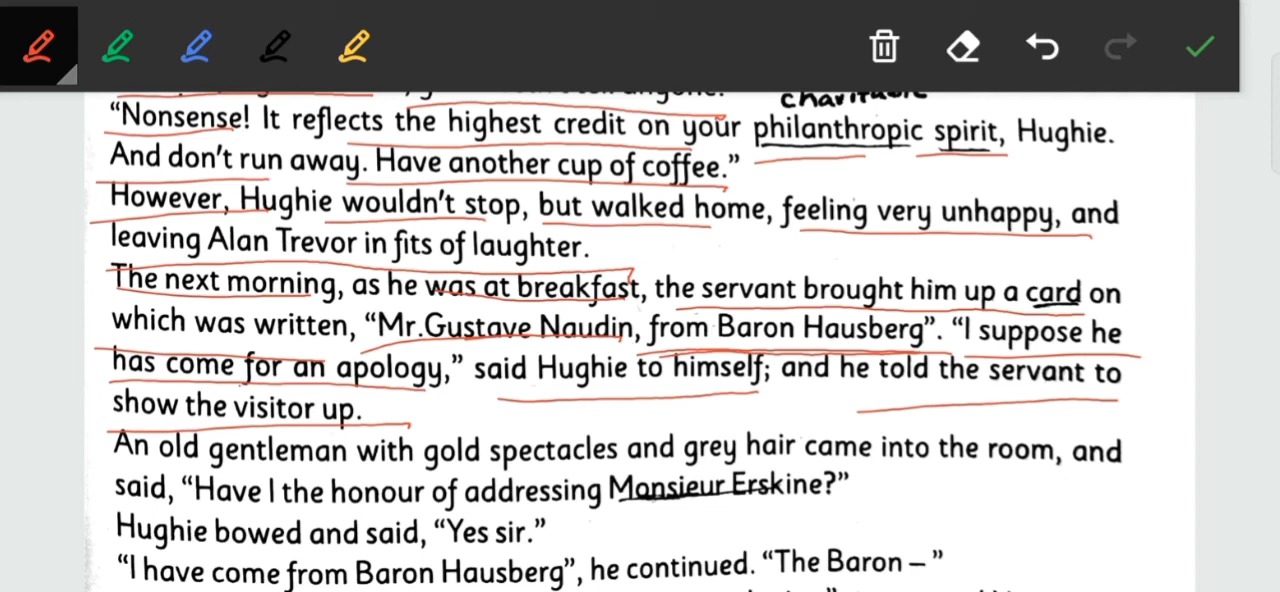 charitable
"Nonsense! It reflects the highest credit on your philanthropic spirit, Hughie.
And don't run away. Have another cup of coffee."
However, Hughie wouldn't stop, but walked home, feeling very unhappy, and
leaving Alan Trevor in fits of laughter.
The next morning, as he was at breakfast, the servant brought him up a card on
which was written, "Mr.Gustave Naudin, from Baron Hausberg". "I suppose he
has come for an apology," said Hughie to himself; and he told the servant to
show the visitor up.
An old gentleman with gold spectacles and grey hair came into the room, and
said, "Have I the honour of addressing Monsieur Erskine?"
Hughie bowed and said, "Yes sir."
"I have come from Baron Hausberg", he continued. "The Baron – "